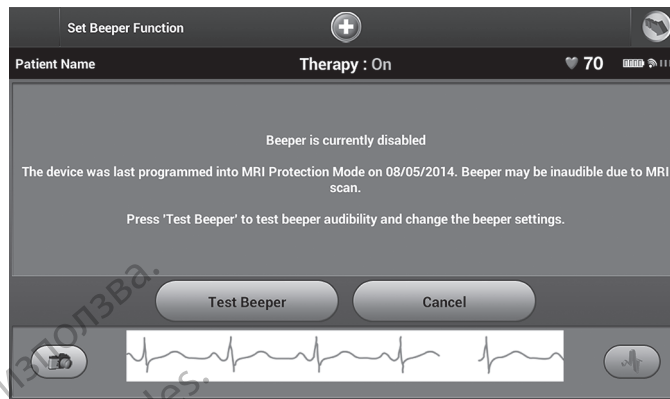 Set Beeper Function
Patient Name
Therapy : On
70
Beeper is currently disabled
The device was last programmed into MRI Protection Mode on 08/05/2014. Beeper may be inaudible due to MRI
scan.
Press 'Test Beeper' to test beeper audibility and change the beeper settings.
Test Beeper
Cancel
използва.